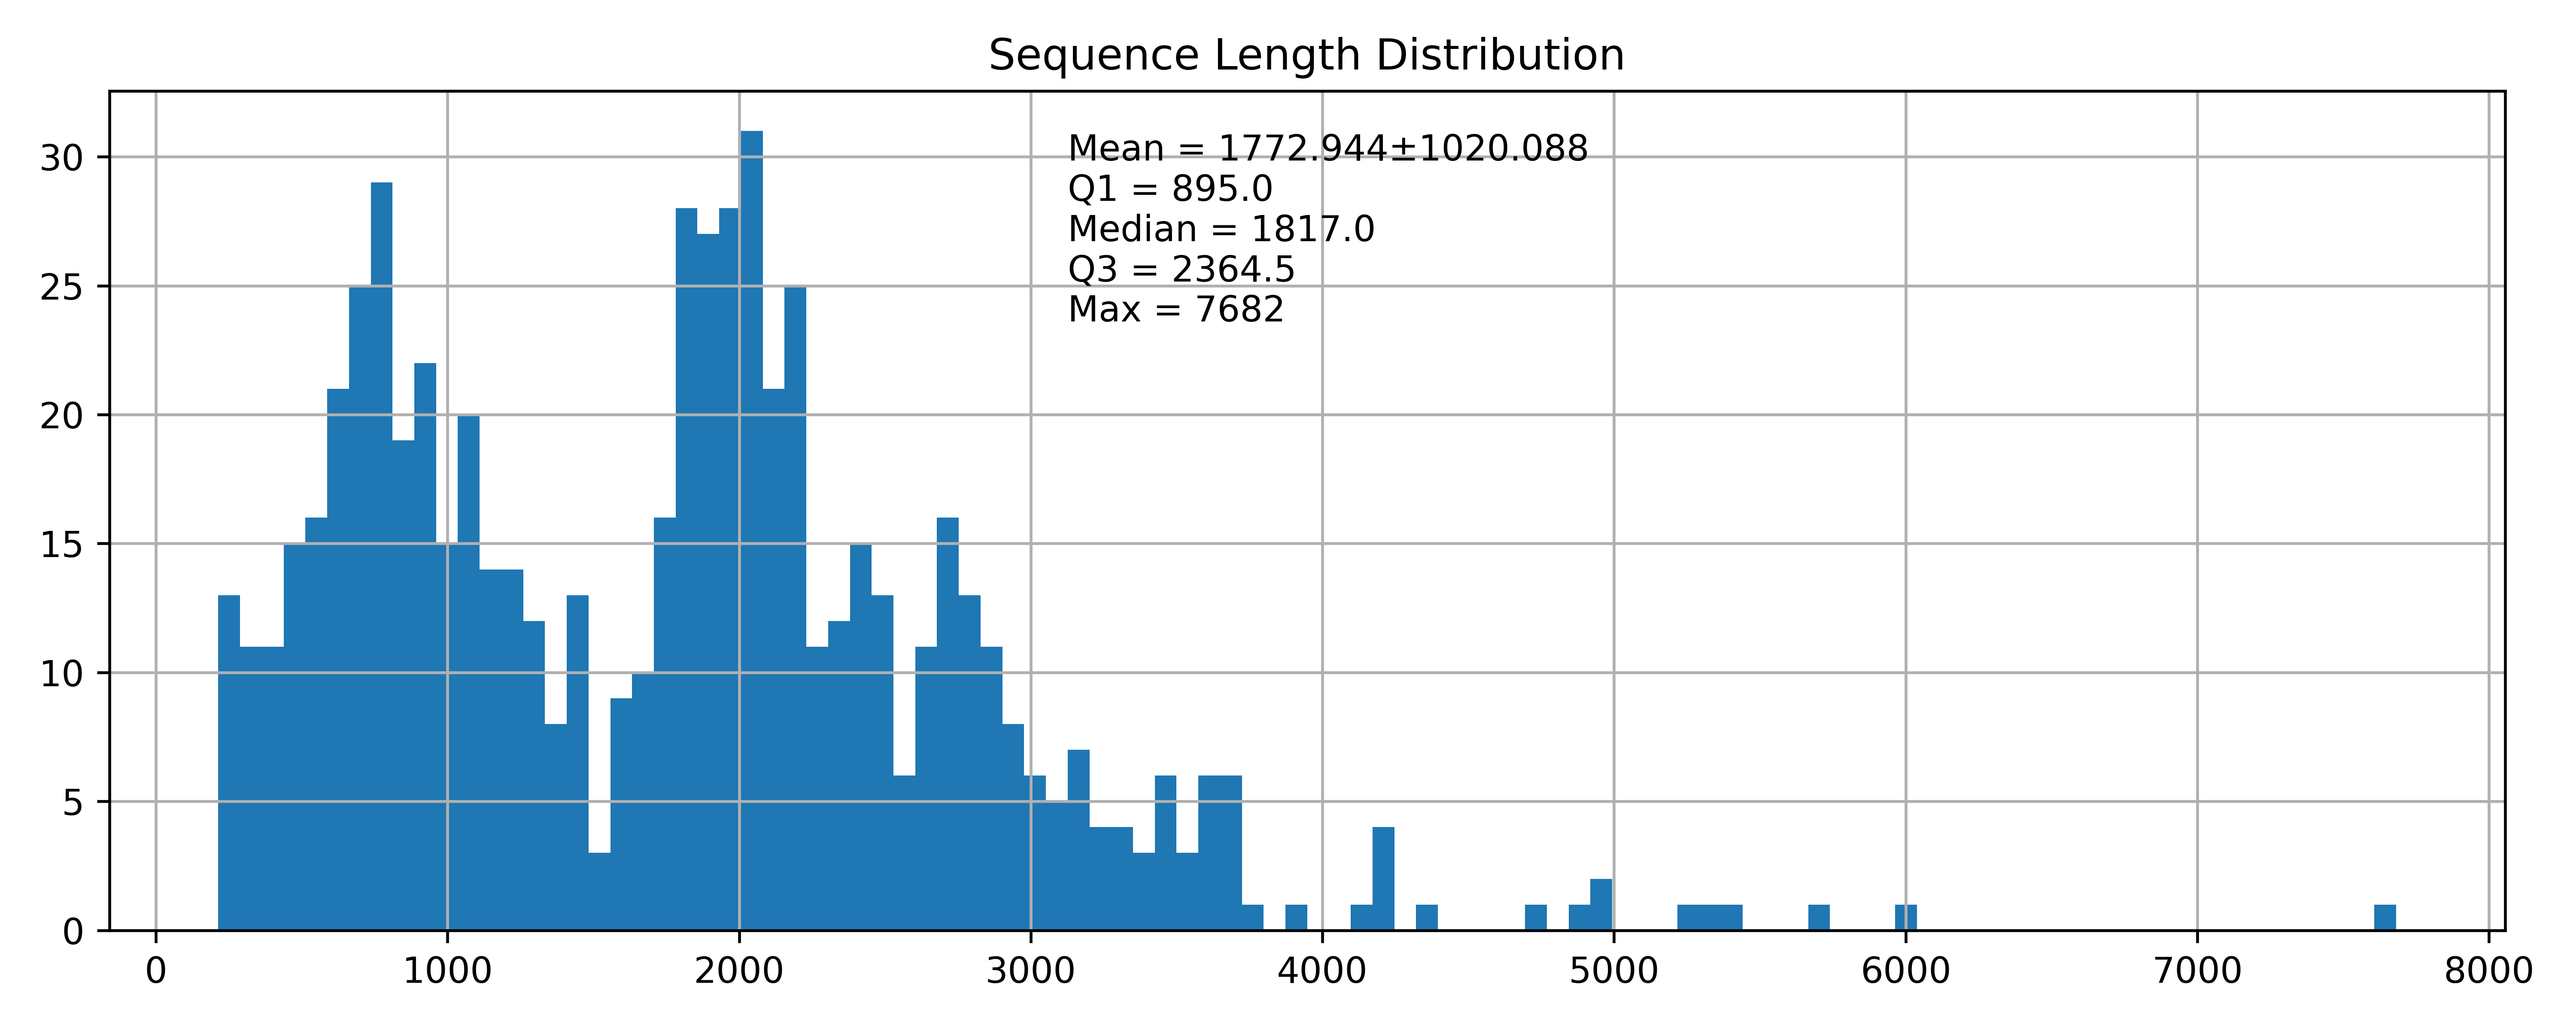 Sequence Length Distribution
Mean = 1772.944±1020.088
Q1 = 895.0
Median = 1817.0
Q3 = 2364.5
Max = 7682
30
25
20
15
10
5
0
0 1000 2000 3000 4000 5000 6000 7000 8000